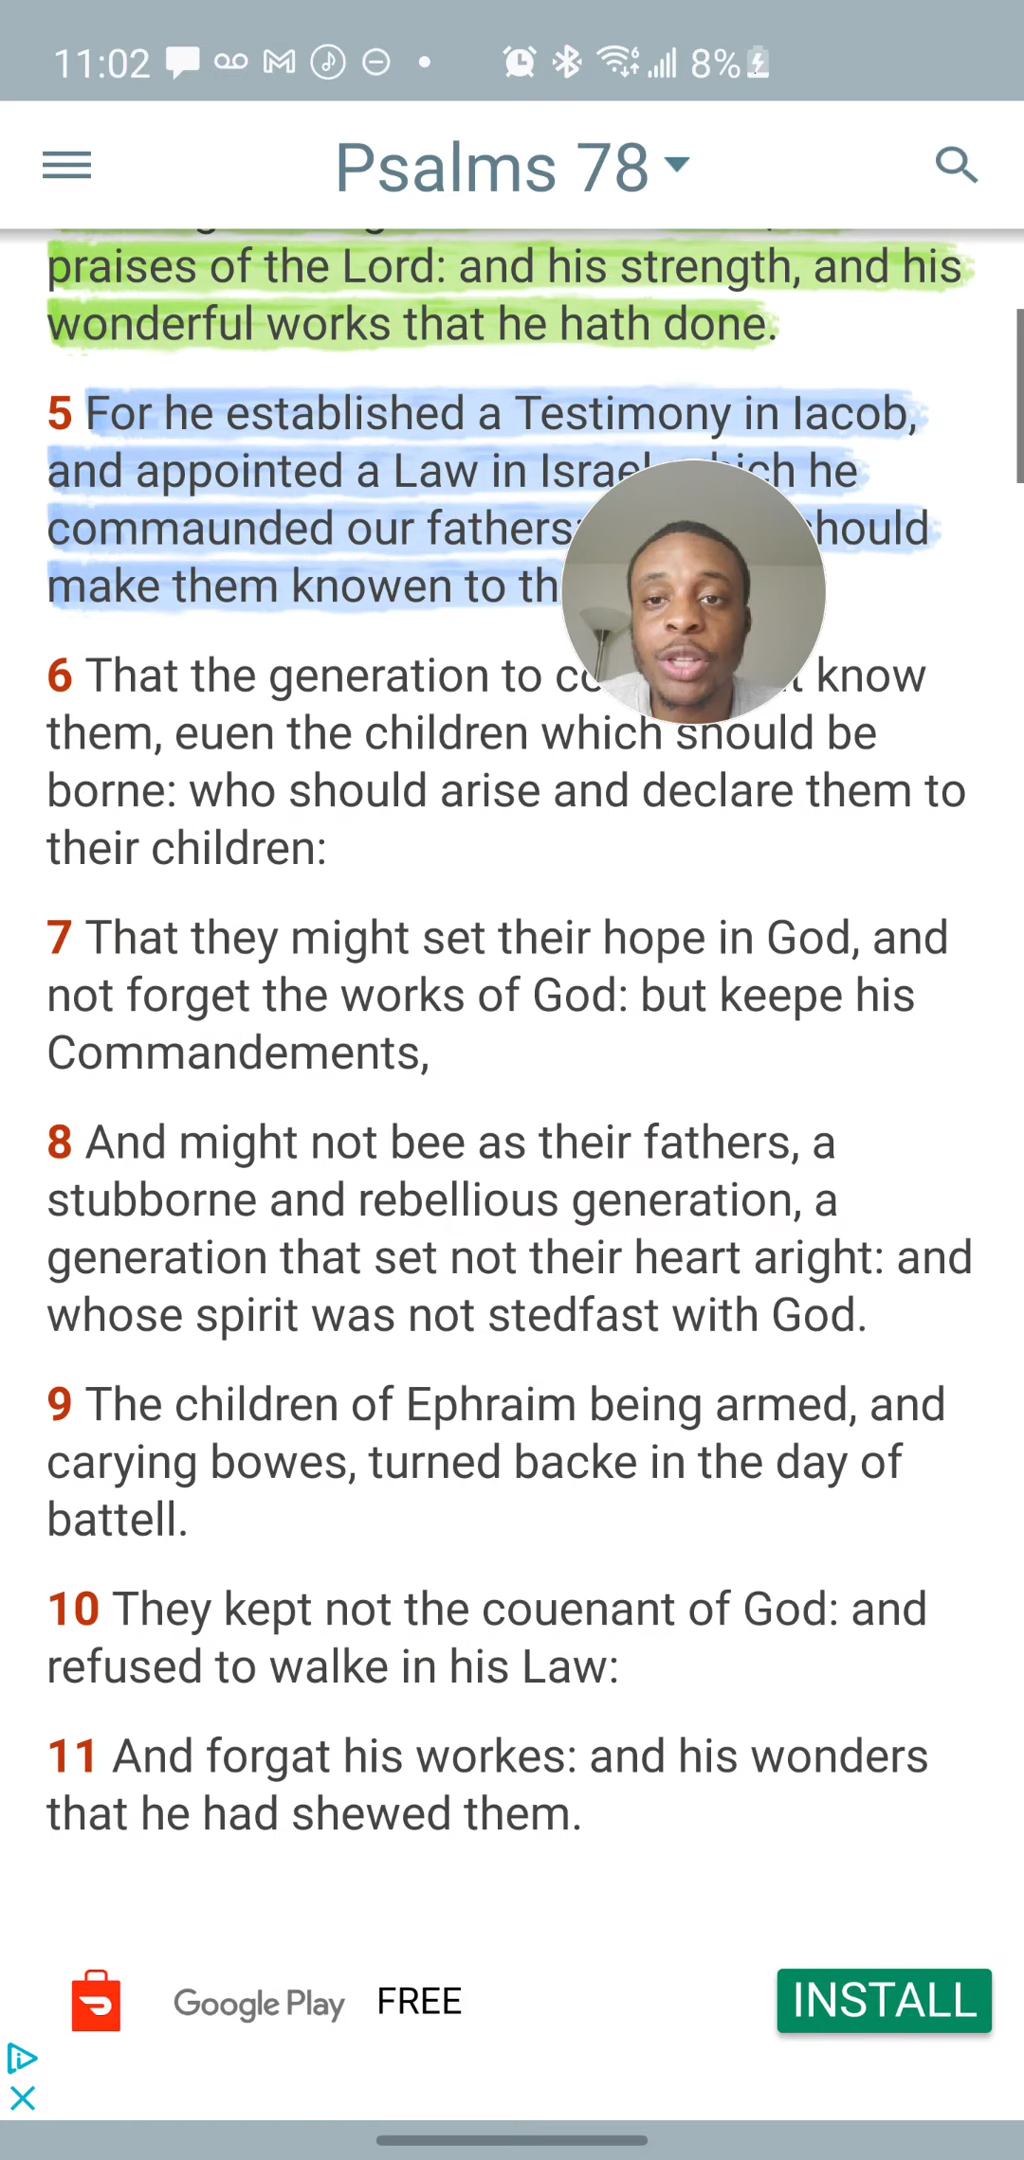 11:02 8%
Psalms 78
praises of the Lord: and his strength, and his
wonderful works that he hath done.
5 For he established a Testimony in Iacob,
and appointed a Law in Israel he
commaunded our fathers
make them knowen to
6 That the generation to know
them, euen the children which should be
borne: who should arise and declare them to
their children:
7 That they might set their hope in God, and
not forget the works of God: but keepe his
Commandements,
8 And might not bee as their fathers, a
stubborne and rebellious generation, a
generation that set not their heart aright: and
whose spirit was not stedfast with God.
9 The children of Ephraim being armed, and
carying bowes, turned backe in the day of
battell.
10 They kept not the couenant of God: and
refused to walke in his Law:
11 And forgat his workes: and his wonders
that he had shewed them.
Google Play FREE INSTALL